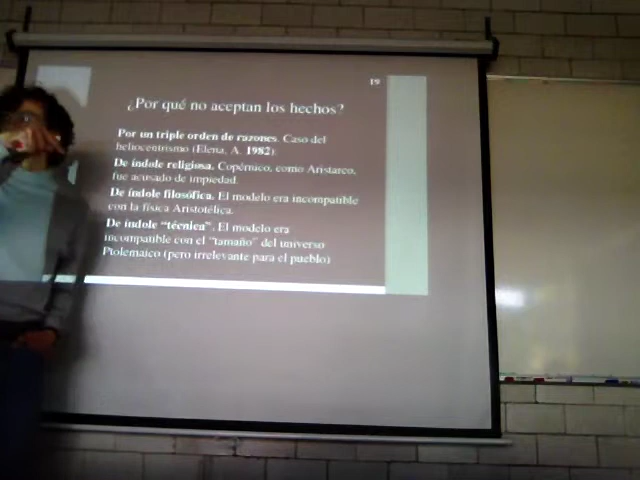 19
¿Por qué no aceptan los hechos?
Por un triple orden de razones. Caso del
heliocentrismo (Elena, A. 1982)
De índole religiosa. Copérnico, como Aristarco,
fue acusado de impiedad.
De índole filosófica. El modelo era incompatible
con la física Aristotélica.
De índole "técnica". El modelo era
incompatible con el "tamaño" del universo
Ptolemaico (pero irrelevante para el pueblo)